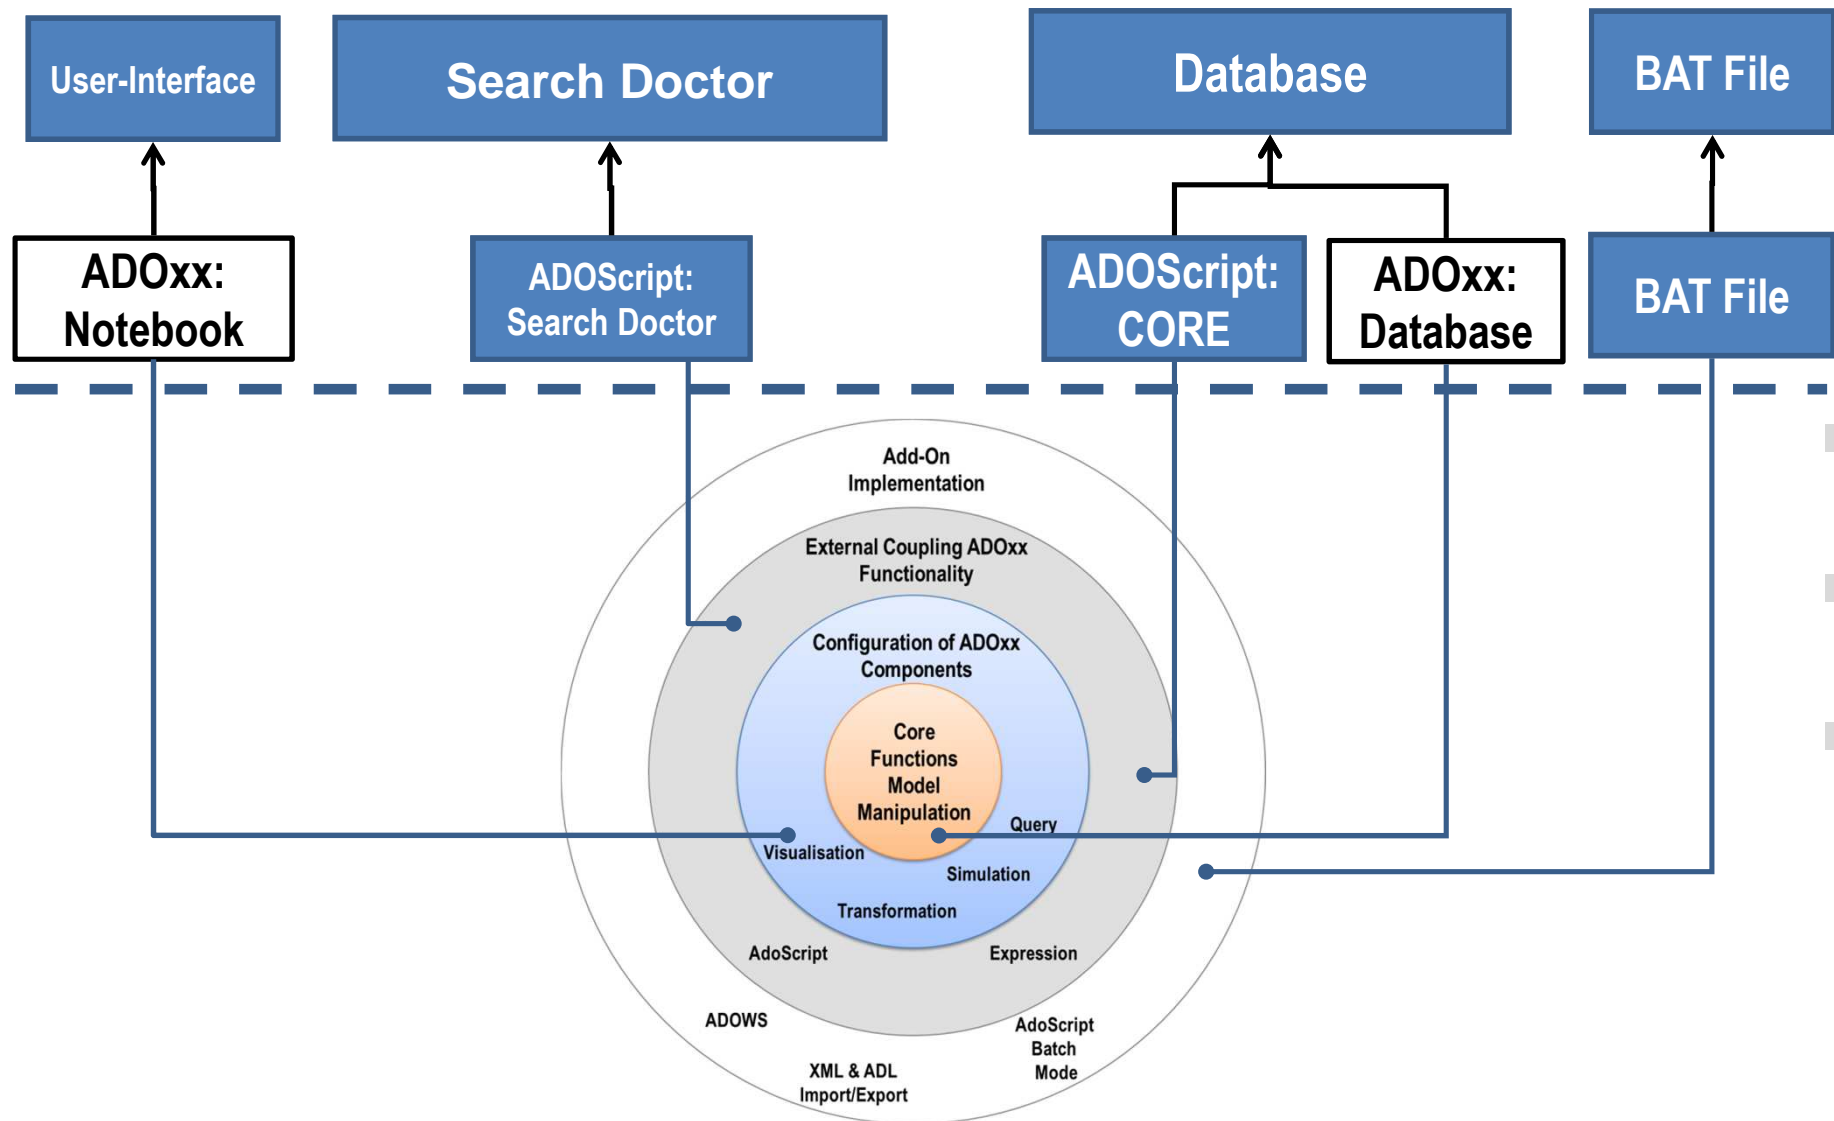 User-Interface
Search Doctor
Database
BAT File
ADOxx:
Notebook
ADOScript:
Search Doctor
ADOScript:
CORE
ADOxx:
Database
BAT File
Add-On
Implementation
External Coupling ADOxx
Functionality
Configuration of ADOxx
Components
Core
Functions
Model
Manipulation
Query
Visualisation
Simulation
Transformation
AdoScript
Expression
ADOWS
AdoScript
Batch
Mode
XML & ADL
Import/Export